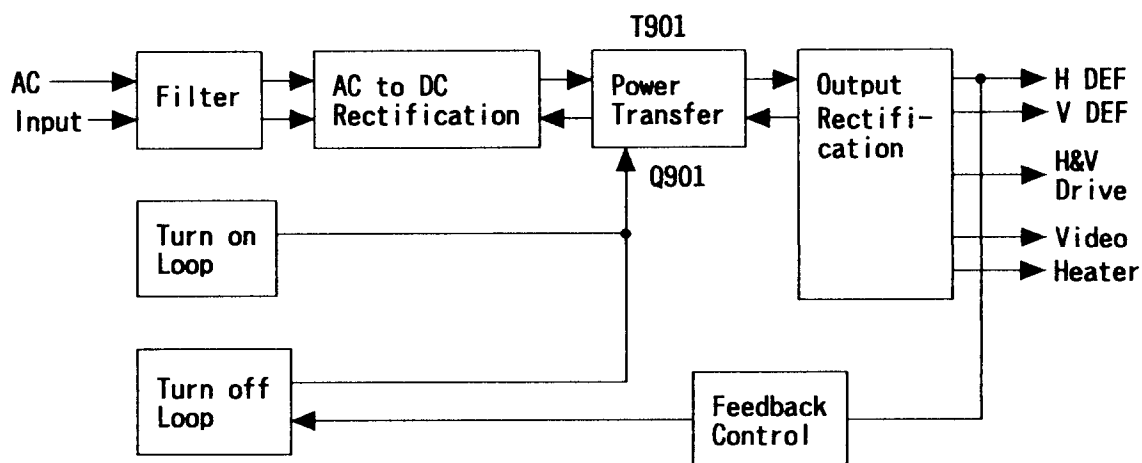 T901
AC
Input
Filter
AC to DC
Rectification
Power
Transfer
Output
Rectifi-
cation
H DEF
V DEF
H&V
Drive
Video
Heater
Q901
Turn on
Loop
Turn off
Loop
Feedback
Control